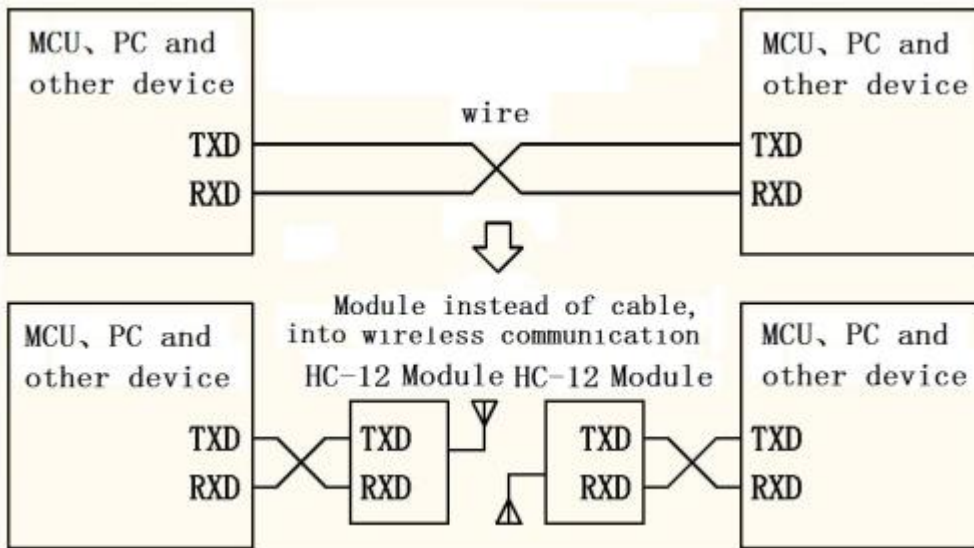 MCU、PC and
other device
TXD
RXD
wire
MCU、PC and
other device
TXD
RXD
Module instead of cable,
into wireless communication
MCU、PC and
other device
TXD
RXD
HC-12 Module
TXD
RXD
HC-12 Module
TXD
RXD
MCU、PC and
other device
TXD
RXD